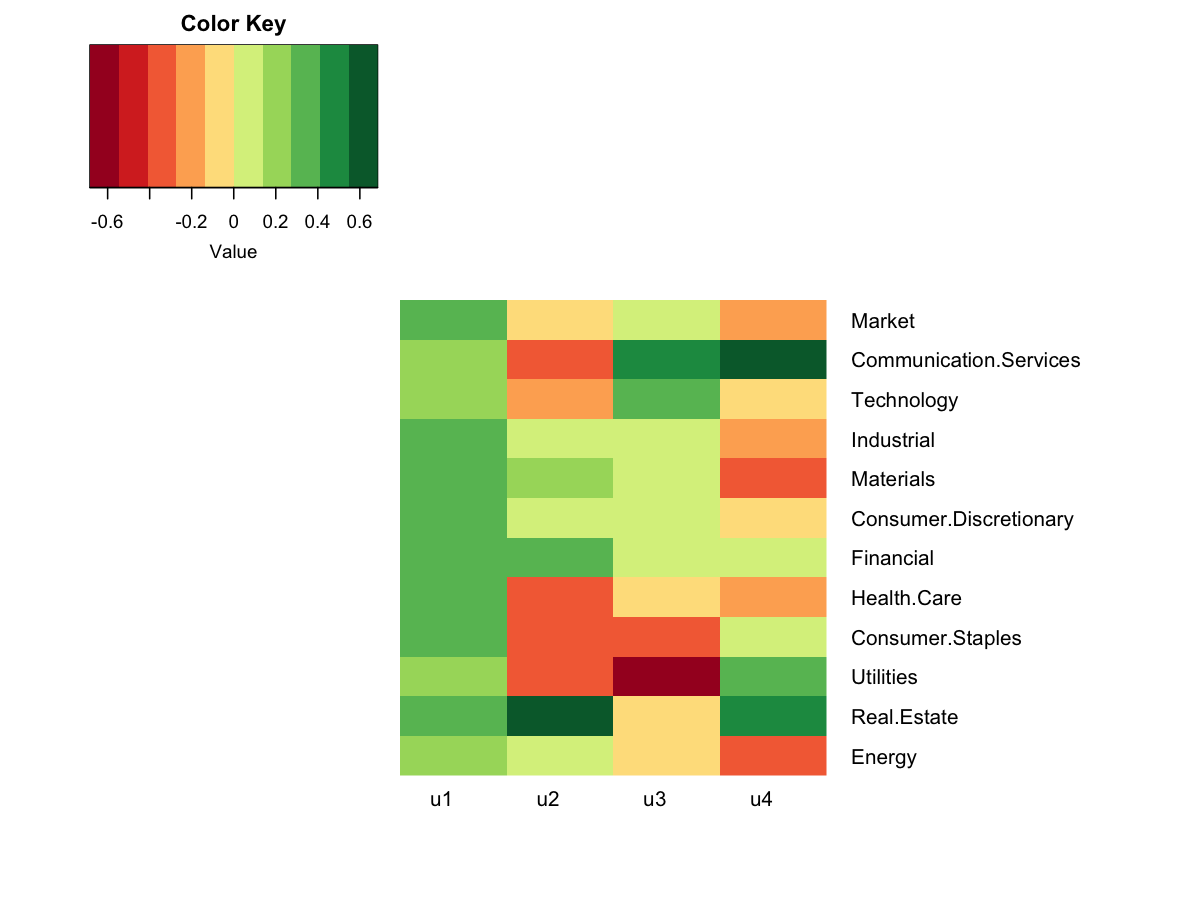 Color Key
-0.6 -0.2 0 0.2 0.4 0.6
Value
Market
Communication.Services
Technology
Industrial
Materials
Consumer.Discretionary
Financial
Health.Care
Consumer.Staples
Utilities
Real.Estate
Energy
u1 u2 u3 u4